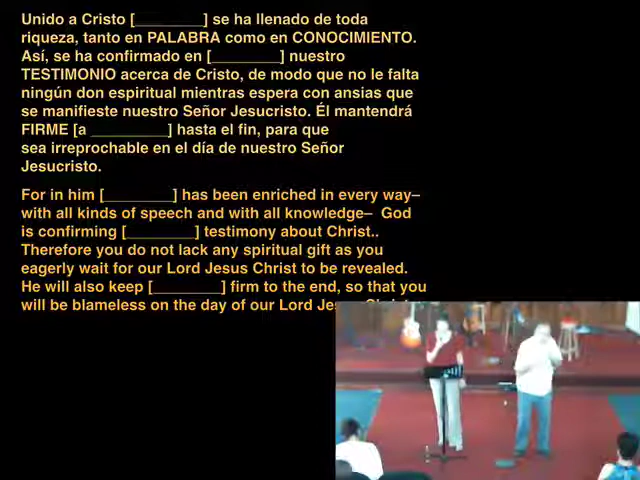 Unido a Cristo [________] se ha llenado de toda
riqueza, tanto en PALABRA como en CONOCIMIENTO.
Así, se ha confirmado en [________] nuestro
TESTIMONIO acerca de Cristo, de modo que no le falta
ningún don espiritual mientras espera con ansias que
se manifieste nuestro Señor Jesucristo. Él mantendrá
FIRME [a _________] hasta el fin, para que
sea irreprochable en el día de nuestro Señor
Jesucristo.
For in him [________] has been enriched in every way–
with all kinds of speech and with all knowledge– God
is confirming [________] testimony about Christ..
Therefore you do not lack any spiritual gift as you
eagerly wait for our Lord Jesus Christ to be revealed.
He will also keep [________] firm to the end, so that you
will be blameless on the day of our Lord